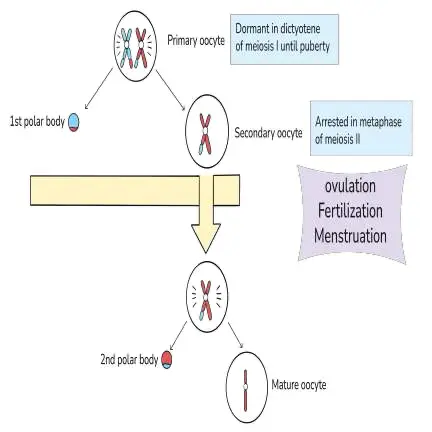 Primary oocyte
Dormant in dictyotene
of meiosis I until puberty
1st polar body
Secondary oocyte
Arrested in metaphase
of meiosis II
ovulation
Fertilization
Menstruation
2nd polar body
Mature oocyte